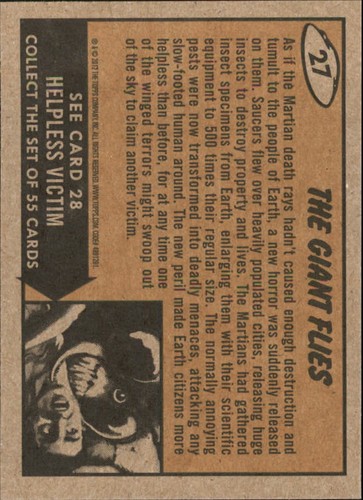 27
THE GIANT FLIES
As if the Martian death rays hadn't caused enough destruction and
tumult to the people of Earth, a new horror was suddenly released
on them. Saucers flew over heavily populated cities, releasing huge
insects to destroy property and lives. The Martians had gathered
insect specimens from Earth, enlarging them with their scientific
equipment to 500 times their regular size. The normally annoying
pests were now transformed into deadly menaces, attacking any
slow-footed human around. The new peril made Earth citizens more
helpless than before, for at any time one
of the winged terrors might swoop out
of the sky to claim another victim.
SEE CARD 28
HELPLESS VICTIM
COLLECT THE SET OF 55 CARDS